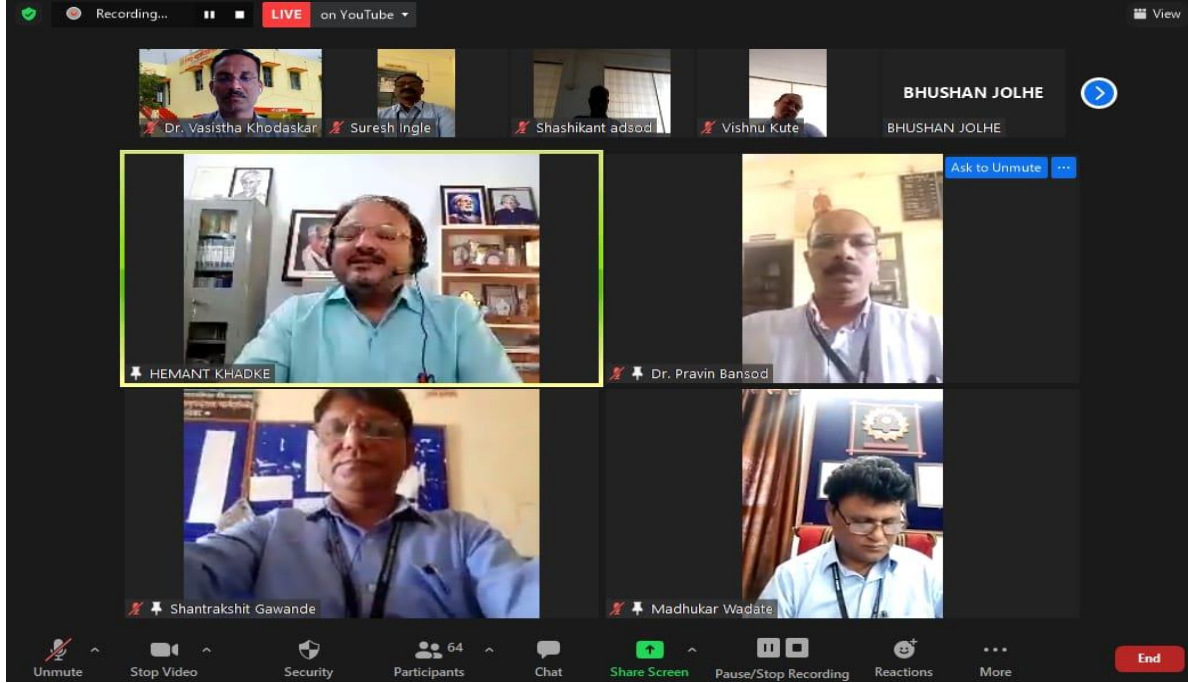 Recording...
LIVE on YouTube
View
Dr. Vasistha Khodaskar
Suresh Ingle
Shashikant adsod
Vishnu Kute
BHUSHAN JOLHE
BHUSHAN JOLHE
Ask to Unmute ...
HEMANT KHADKE
Dr. Pravin Bansod
Shantrakshit Gawande
Madhukar Wadate
64
Unmute
Stop Video
Security
Participants
Chat
Share Screen
Pause/Stop Recording
Reactions
More
End